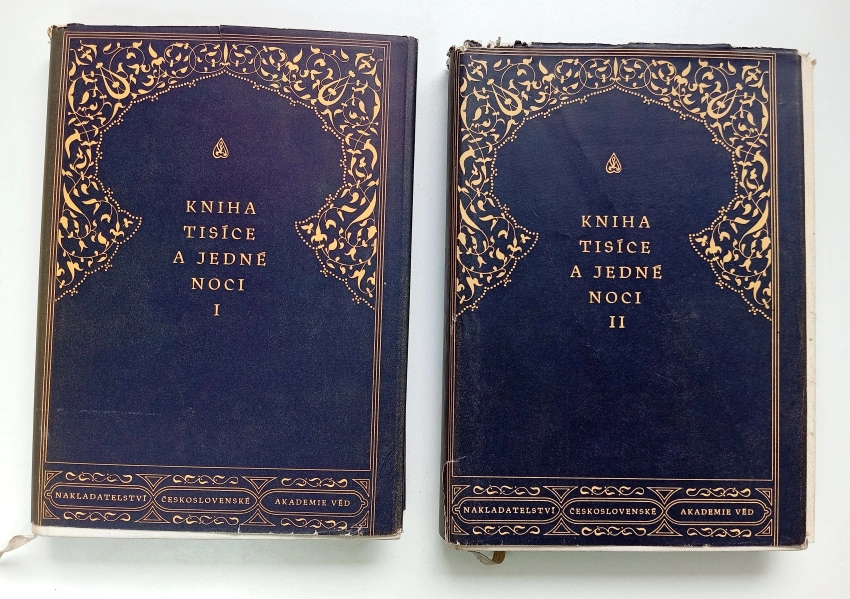 KNIHA
TISÍCE
A JEDNÉ
NOCI
I
NAKLADATELSTVÍ ČESKOSLOVENSKÉ AKADEMIE VĚD
KNIHA
TISÍCE
A JEDNÉ
NOCI
II
NAKLADATELSTVÍ ČESKOSLOVENSKÉ AKADEMIE VĚD